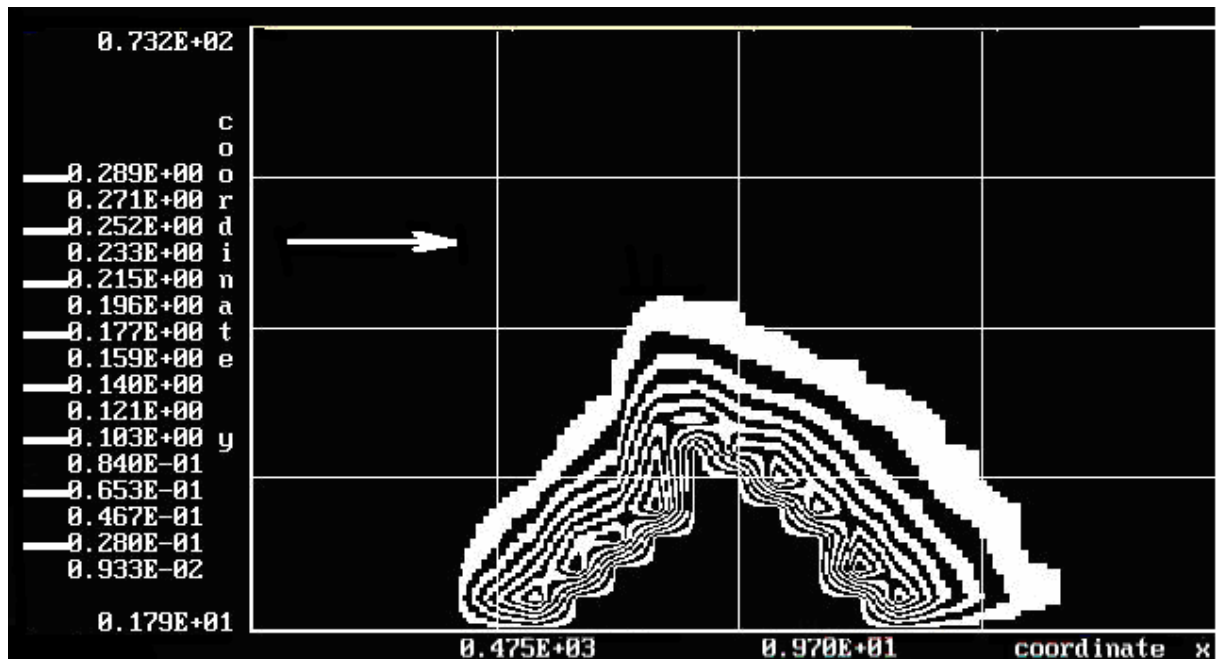 0.732E+02
0.289E+00
0.271E+00
0.252E+00
0.233E+00
0.215E+00
0.196E+00
0.177E+00
0.159E+00
0.140E+00
0.121E+00
0.103E+00
0.840E-01
0.653E-01
0.467E-01
0.280E-01
0.933E-02
0.179E+01
coordinate y
0.475E+03 0.970E+01 coordinate x